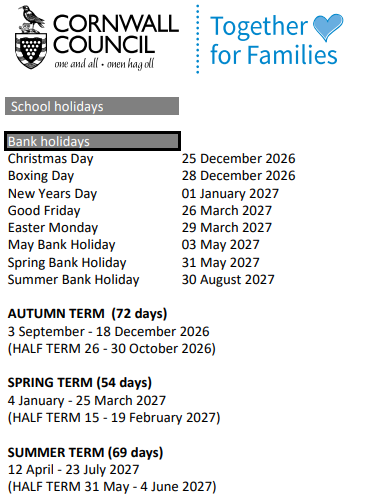 CORNWALL
COUNCIL
one and all • onen hag oll
Together
for Families
School holidays
Bank holidays
Christmas Day 25 December 2026
Boxing Day 28 December 2026
New Years Day 01 January 2027
Good Friday 26 March 2027
Easter Monday 29 March 2027
May Bank Holiday 03 May 2027
Spring Bank Holiday 31 May 2027
Summer Bank Holiday 30 August 2027
AUTUMN TERM (72 days)
3 September - 18 December 2026
(HALF TERM 26 - 30 October 2026)
SPRING TERM (54 days)
4 January - 25 March 2027
(HALF TERM 15 - 19 February 2027)
SUMMER TERM (69 days)
12 April - 23 July 2027
(HALF TERM 31 May - 4 June 2027)